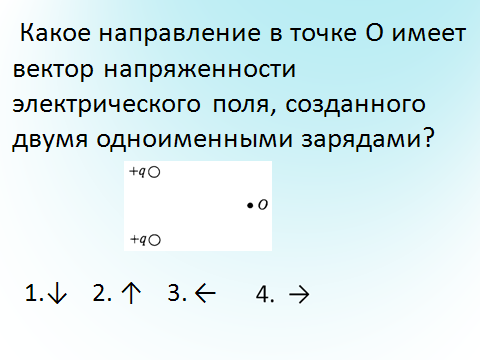 Какое направление в точке О имеет
вектор напряженности
электрического поля, созданного
двумя одноименными зарядами?
+q
O
+q
1.↓ 2. ↑ 3. ← 4. →